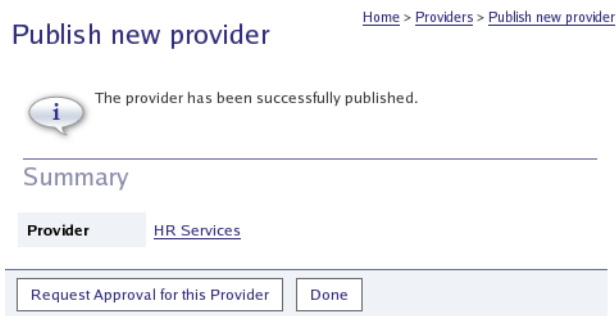 Home > Providers > Publish new provider
Publish new provider
i
The provider has been successfully published.
Summary
Provider HR Services
Request Approval for this Provider Done